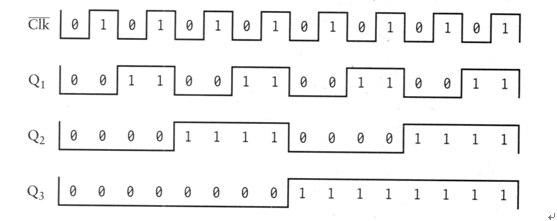 C̅l̅k̅ 0 1 0 1 0 1 0 1 0 1 0 1 0 1 0 1
Q₁ 0 0 1 1 0 0 1 1 0 0 1 1 0 0 1 1
Q₂ 0 0 0 0 1 1 1 1 0 0 0 0 1 1 1 1
Q₃ 0 0 0 0 0 0 0 0 1 1 1 1 1 1 1 1